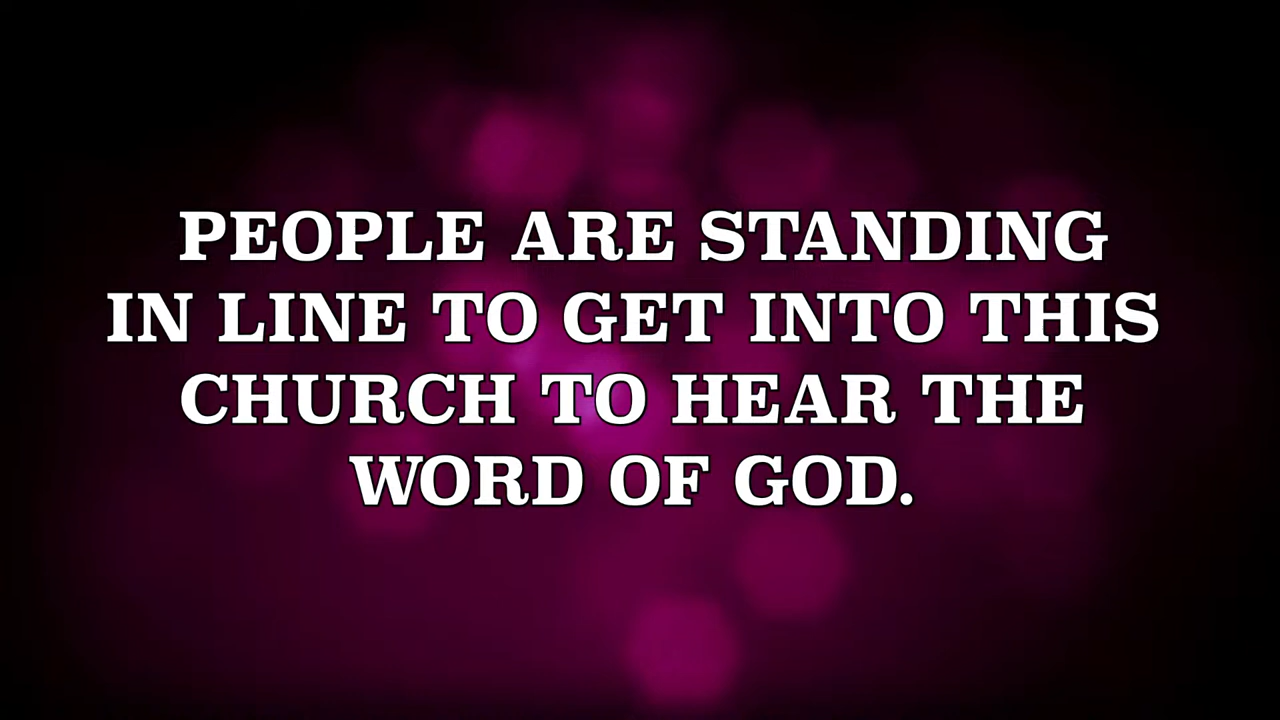 PEOPLE ARE STANDING
IN LINE TO GET INTO THIS
CHURCH TO HEAR THE
WORD OF GOD.